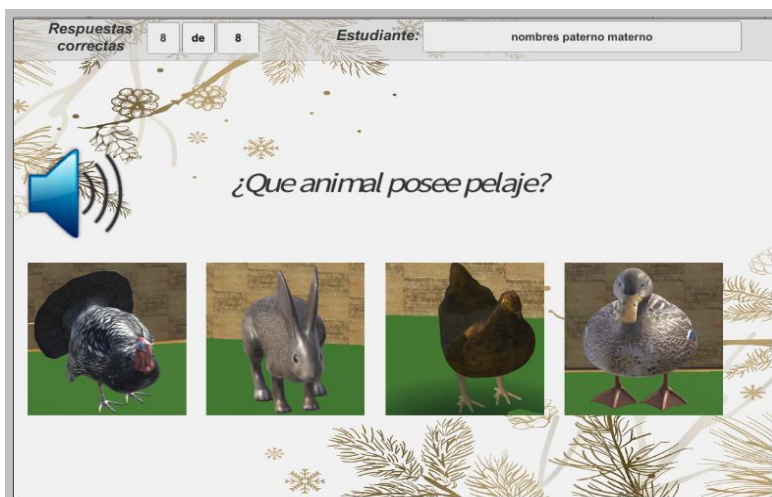 Respuestas
correctas
8 de 8
Estudiante:
nombres paterno materno
¿Que animal posee pelaje?